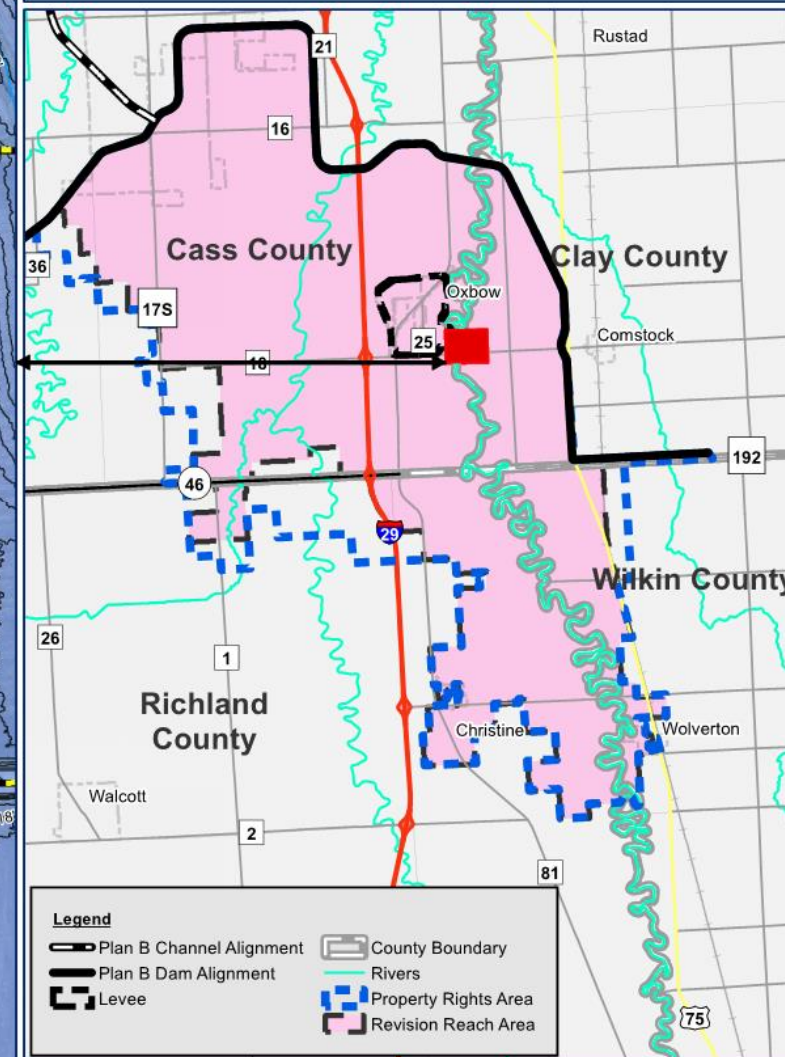 Rustad
21
16
Cass County
Clay County
36
Oxbow
17S
25
Comstock
18
192
46
29
Wilkin County
26
1
Richland
County
Christine
Wolverton
Walcott
2
81
Legend
Plan B Channel Alignment
Plan B Dam Alignment
Levee
County Boundary
Rivers
Property Rights Area
Revision Reach Area
75